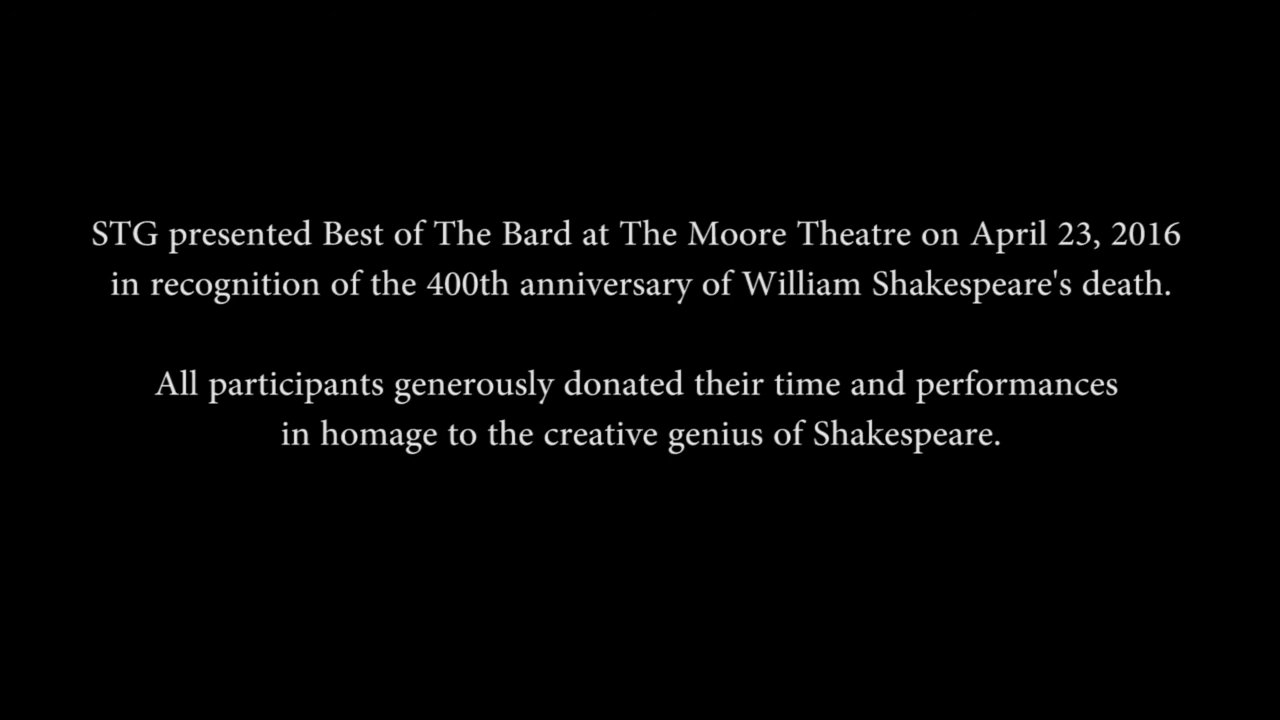 STG presented Best of The Bard at The Moore Theatre on April 23, 2016
in recognition of the 400th anniversary of William Shakespeare's death.
All participants generously donated their time and performances
in homage to the creative genius of Shakespeare.